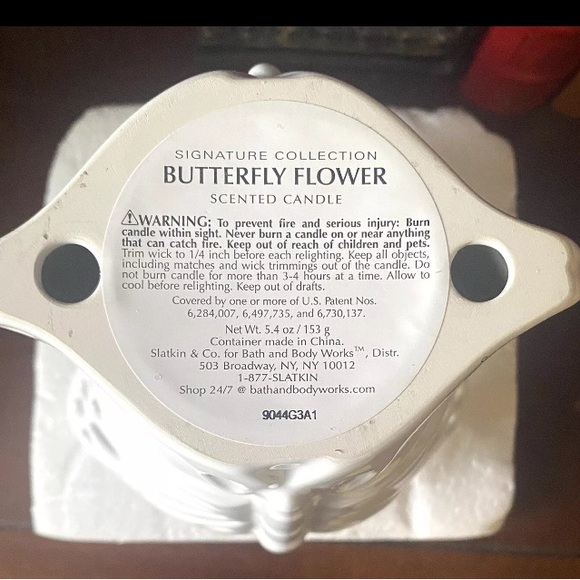 SIGNATURE COLLECTION
BUTTERFLY FLOWER
SCENTED CANDLE
⚠WARNING: To prevent fire and serious injury: Burn
candle within sight. Never burn a candle on or near anything
that can catch fire. Keep out of reach of children and pets.
Trim wick to 1/4 inch before each relighting. Keep all objects,
including matches and wick trimmings out of the candle. Do
not burn candle for more than 3-4 hours at a time. Allow to
cool before relighting. Keep out of drafts.
Covered by one or more of U.S. Patent Nos.
6,284,007, 6,497,735, and 6,730,137.
Net Wt. 5.4 oz / 153 g
Container made in China.
Slatkin & Co. for Bath and Body Works™, Distr.
503 Broadway, NY, NY 10012
1-877-SLATKIN
Shop 24/7 @ bathandbodyworks.com
9044G3A1